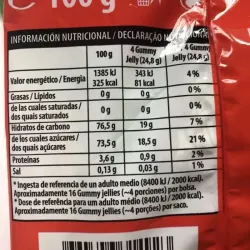 100 g
INFORMACIÓN NUTRICIONAL / DECLARAÇÃO
100 g 4 Gummy Jelly (24,8 g) 4 Gummy Jelly (24,8 g)
Valor energético / Energia 1385 kJ 325 kcal 343 kJ 81 kcal 4 %
Grasas / Lípidos 0g 0g 0%
de las cuales saturadas / dos quais saturados 0g 0g 0%
Hidratos de carbono 76,5 g 19 g 7 %
de los cuales azúcares / dos quais açúcares 73,5 g 18,5 g 21 %
Proteínas 3,6 g 0,9 g 2%
Sal 0,13 g 0,03 g 1 %
* Ingesta de referencia de un adulto medio (8400 kJ / 2000 kcal).
Aproximadamente 16 Gummy jellies (~4 porciones) por bolsa.
* Dose de referência para um adulto médio (8400 kJ / 2000 kcal).
Aproximadamente 16 Gummy jellies (~4 porções) por saco.